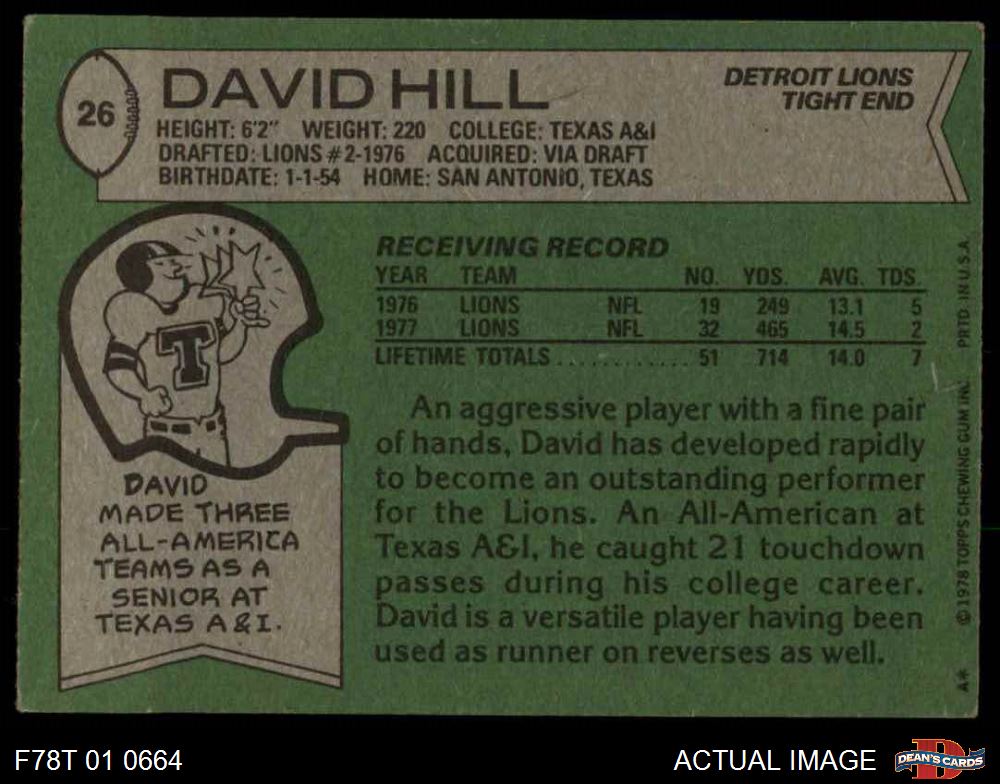 26
DAVID HILL
DETROIT LIONS
TIGHT END
HEIGHT: 6'2" WEIGHT: 220 COLLEGE: TEXAS A&I
DRAFTED: LIONS #2-1976 ACQUIRED: VIA DRAFT
BIRTHDATE: 1-1-54 HOME: SAN ANTONIO, TEXAS
T
DAVID
MADE THREE
ALL-AMERICA
TEAMS AS A
SENIOR AT
TEXAS A&I.
RECEIVING RECORD
YEAR TEAM NO. YDS. AVG. TDS.
1976 LIONS NFL 19 249 13.1 5
1977 LIONS NFL 32 465 14.5 2
LIFETIME TOTALS ............ 51 714 14.0 7
An aggressive player with a fine pair
of hands, David has developed rapidly
to become an outstanding performer
for the Lions. An All-American at
Texas A&I, he caught 21 touchdown
passes during his college career.
David is a versatile player having been
used as runner on reverses as well.
A* © 1978 TOPPS CHEWING GUM INC. PRTD. IN U.S.A.
F78T 01 0664
ACTUAL IMAGE
D
DEAN'S CARDS